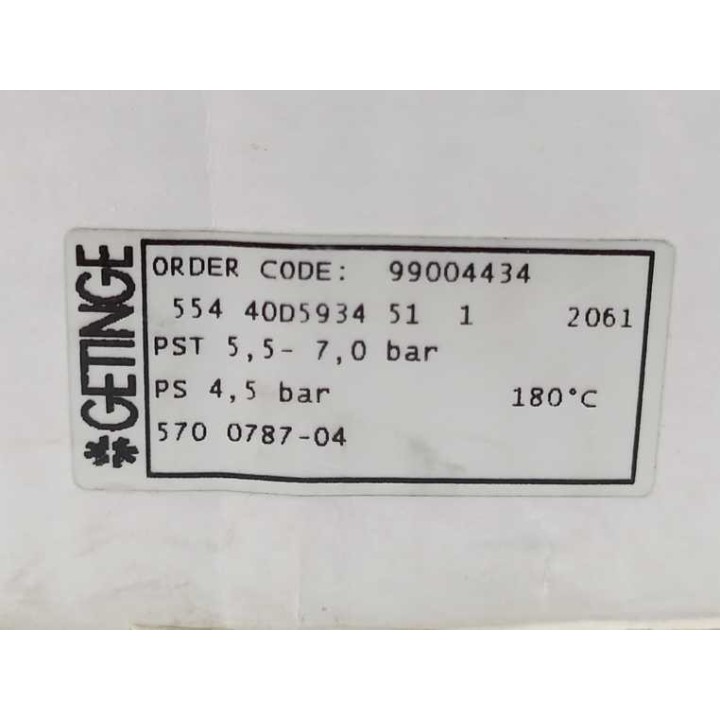 GETINGE
ORDER CODE: 99004434
554 40D5934 51 1 2061
PST 5,5- 7,0 bar
PS 4,5 bar 180°C
570 0787-04